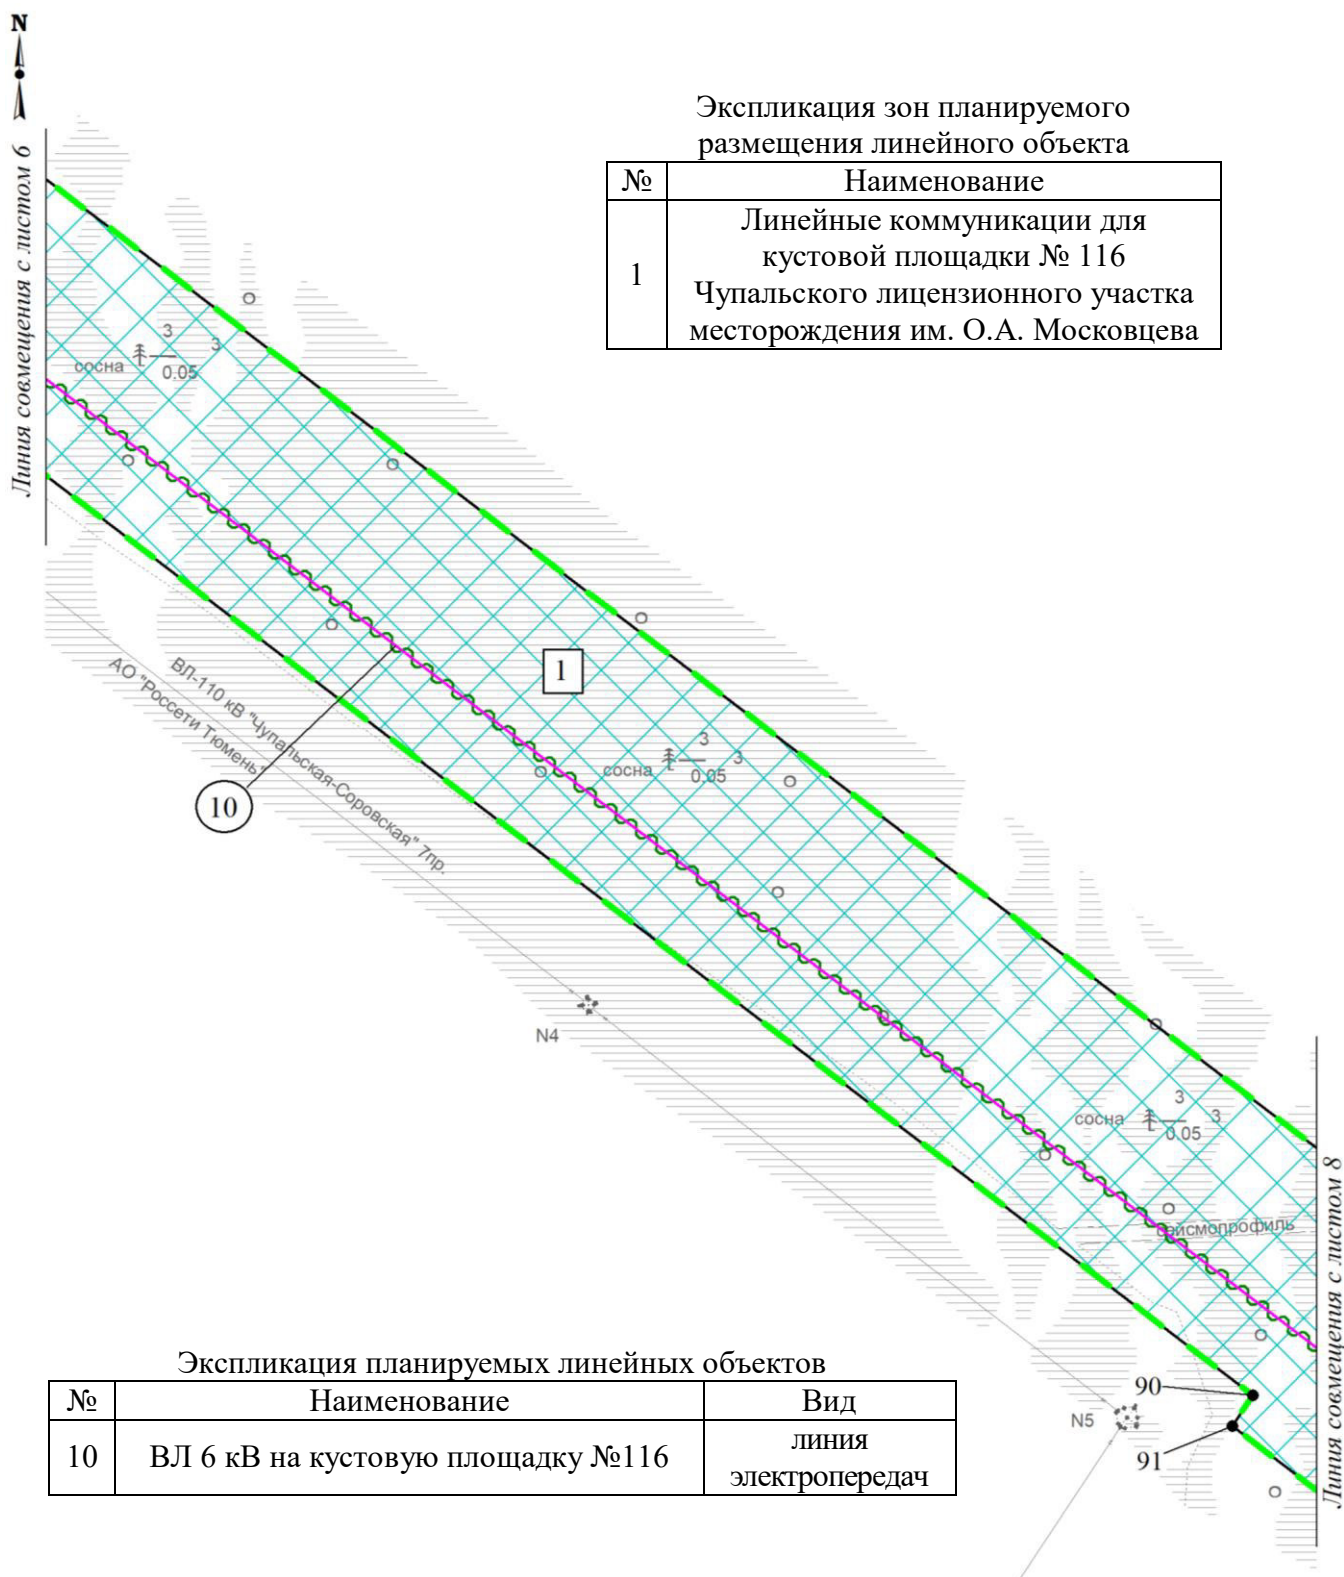 N
Линия совмещения с листом 6
Экспликация зон планируемого
размещения линейного объекта
№ Наименование
1 Линейные коммуникации для
кустовой площадки № 116
Чупальского лицензионного участка
месторождения им. О.А. Московцева
сосна 3 0.05 3
1
ВЛ-110 кВ "Чупальская-Соровская" 7пр.
АО "Россети Тюмень"
10
сосна 3 0.05 3
N4
сосна 3 0.05 3
сейсмопрофиль
Линия совмещения с листом 8
90
N5
91
Экспликация планируемых линейных объектов
№ Наименование Вид
10 ВЛ 6 кВ на кустовую площадку №116 линия
электропередач